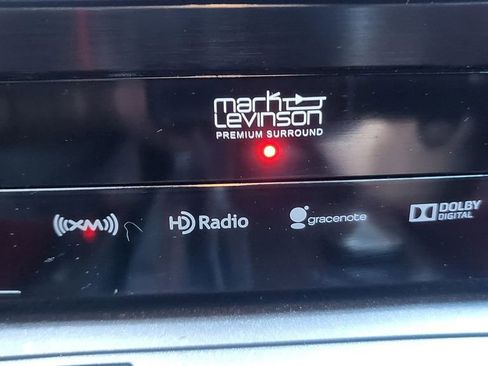 mark
Levinson
PREMIUM SURROUND
(((XM)))
HD Radio
gracenote
DOLBY
DIGITAL